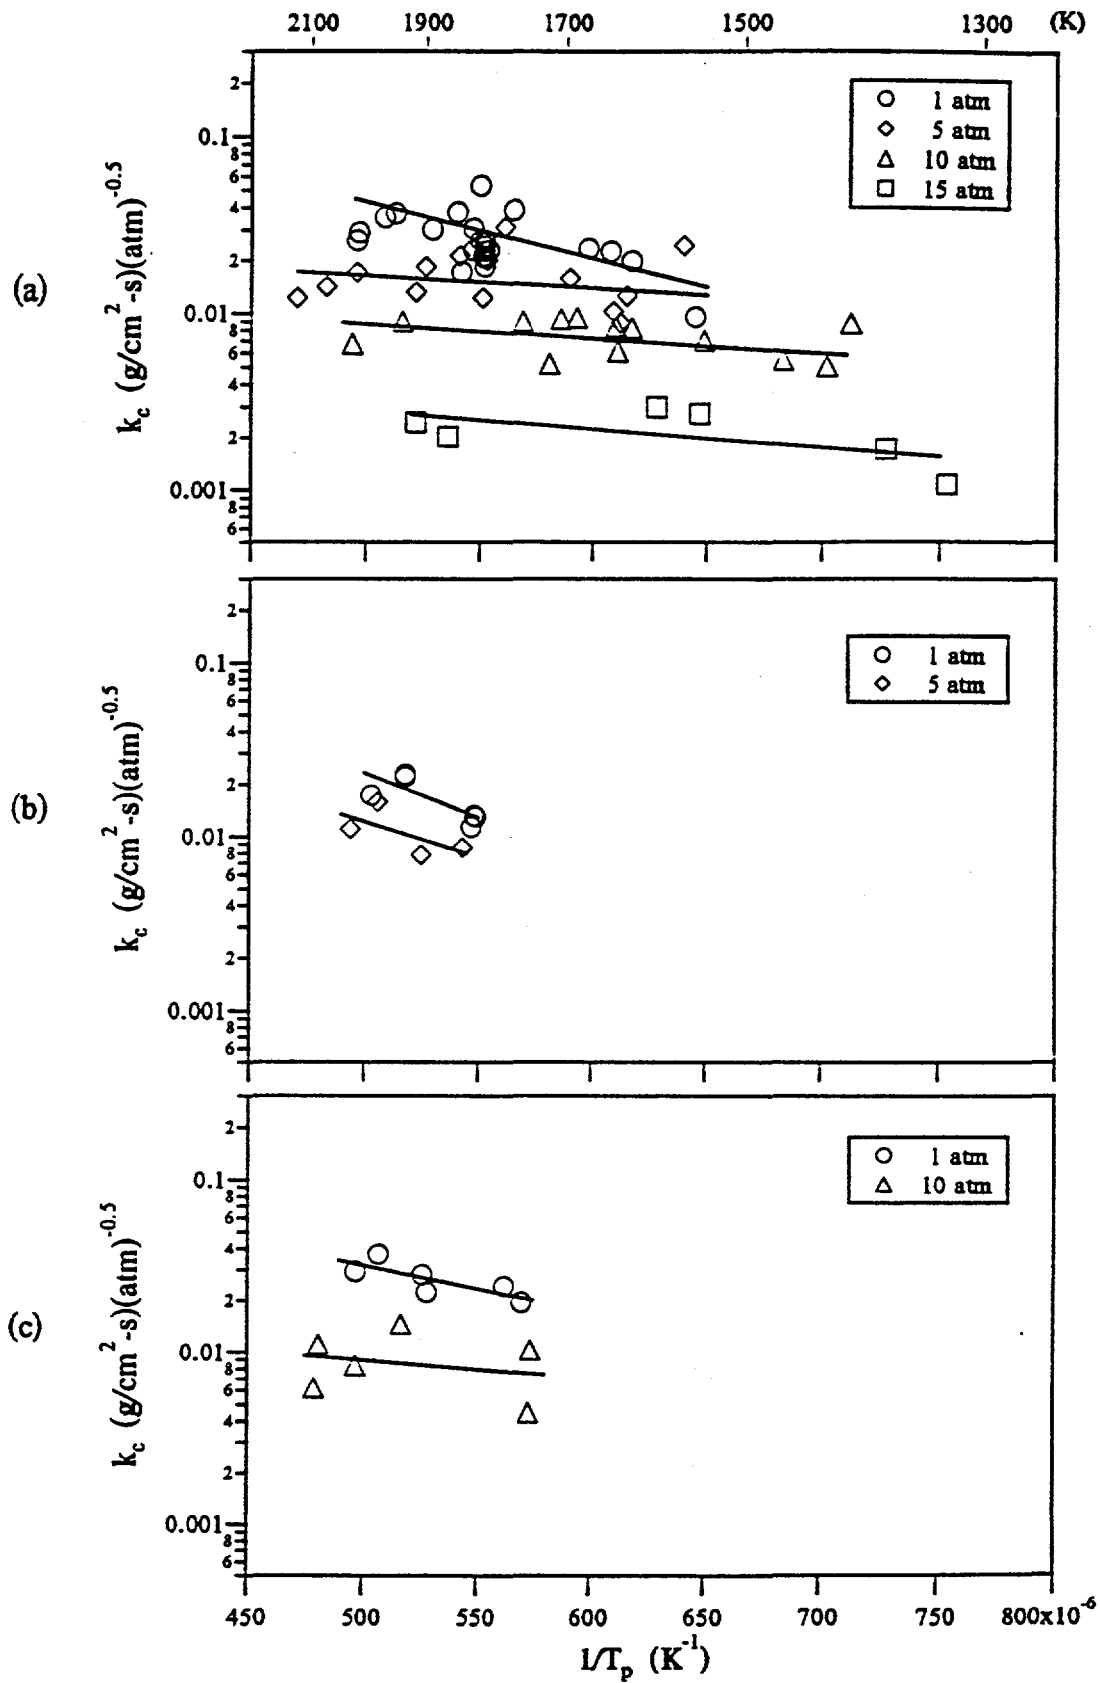 2100 1900 1700 1500 1300 (K)
(a)
k_c (g/cm^2-s)(atm)^-0.5
2
0.1
8
6
4
2
0.01
8
6
4
2
0.001
8
6
1 atm
5 atm
10 atm
15 atm
(b)
k_c (g/cm^2-s)(atm)^-0.5
2
0.1
8
6
4
2
0.01
8
6
4
2
0.001
8
6
1 atm
5 atm
(c)
k_c (g/cm^2-s)(atm)^-0.5
2
0.1
8
6
4
2
0.01
8
6
4
2
0.001
8
6
1 atm
10 atm
450 500 550 600 650 700 750 800x10^-6
1/T_p (K^-1)